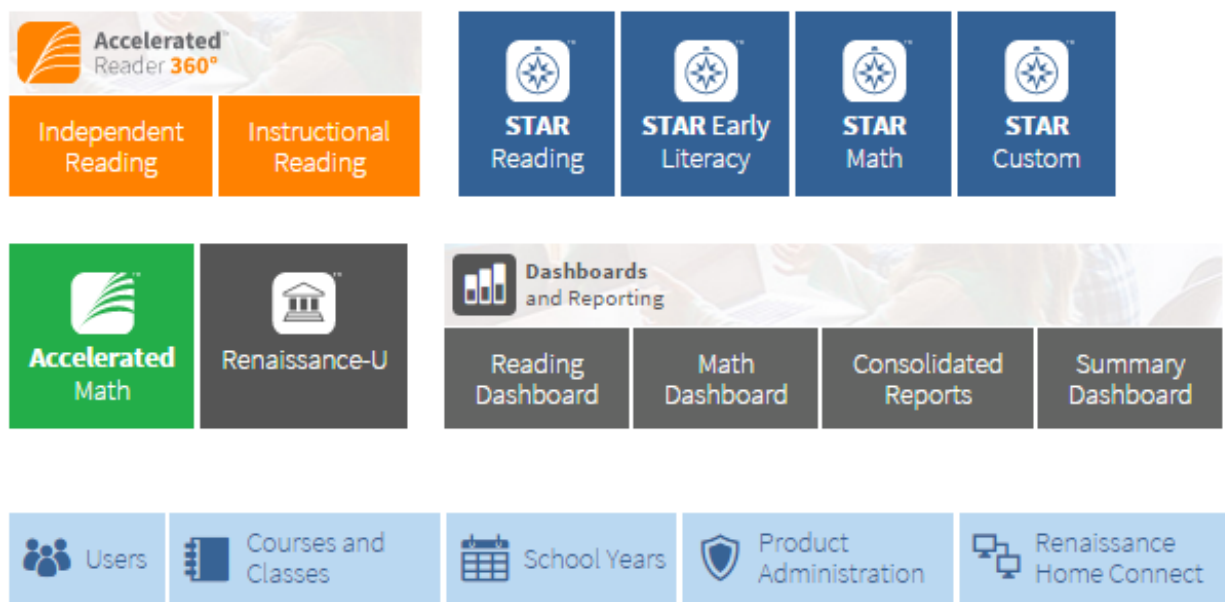 Accelerated™
Reader 360°
Independent
Reading
Instructional
Reading
STAR
Reading
STAR Early
Literacy
STAR
Math
STAR
Custom
Accelerated
Math
Renaissance-U
Dashboards
and Reporting
Reading
Dashboard
Math
Dashboard
Consolidated
Reports
Summary
Dashboard
Users
Courses and
Classes
School Years
Product
Administration
Renaissance
Home Connect